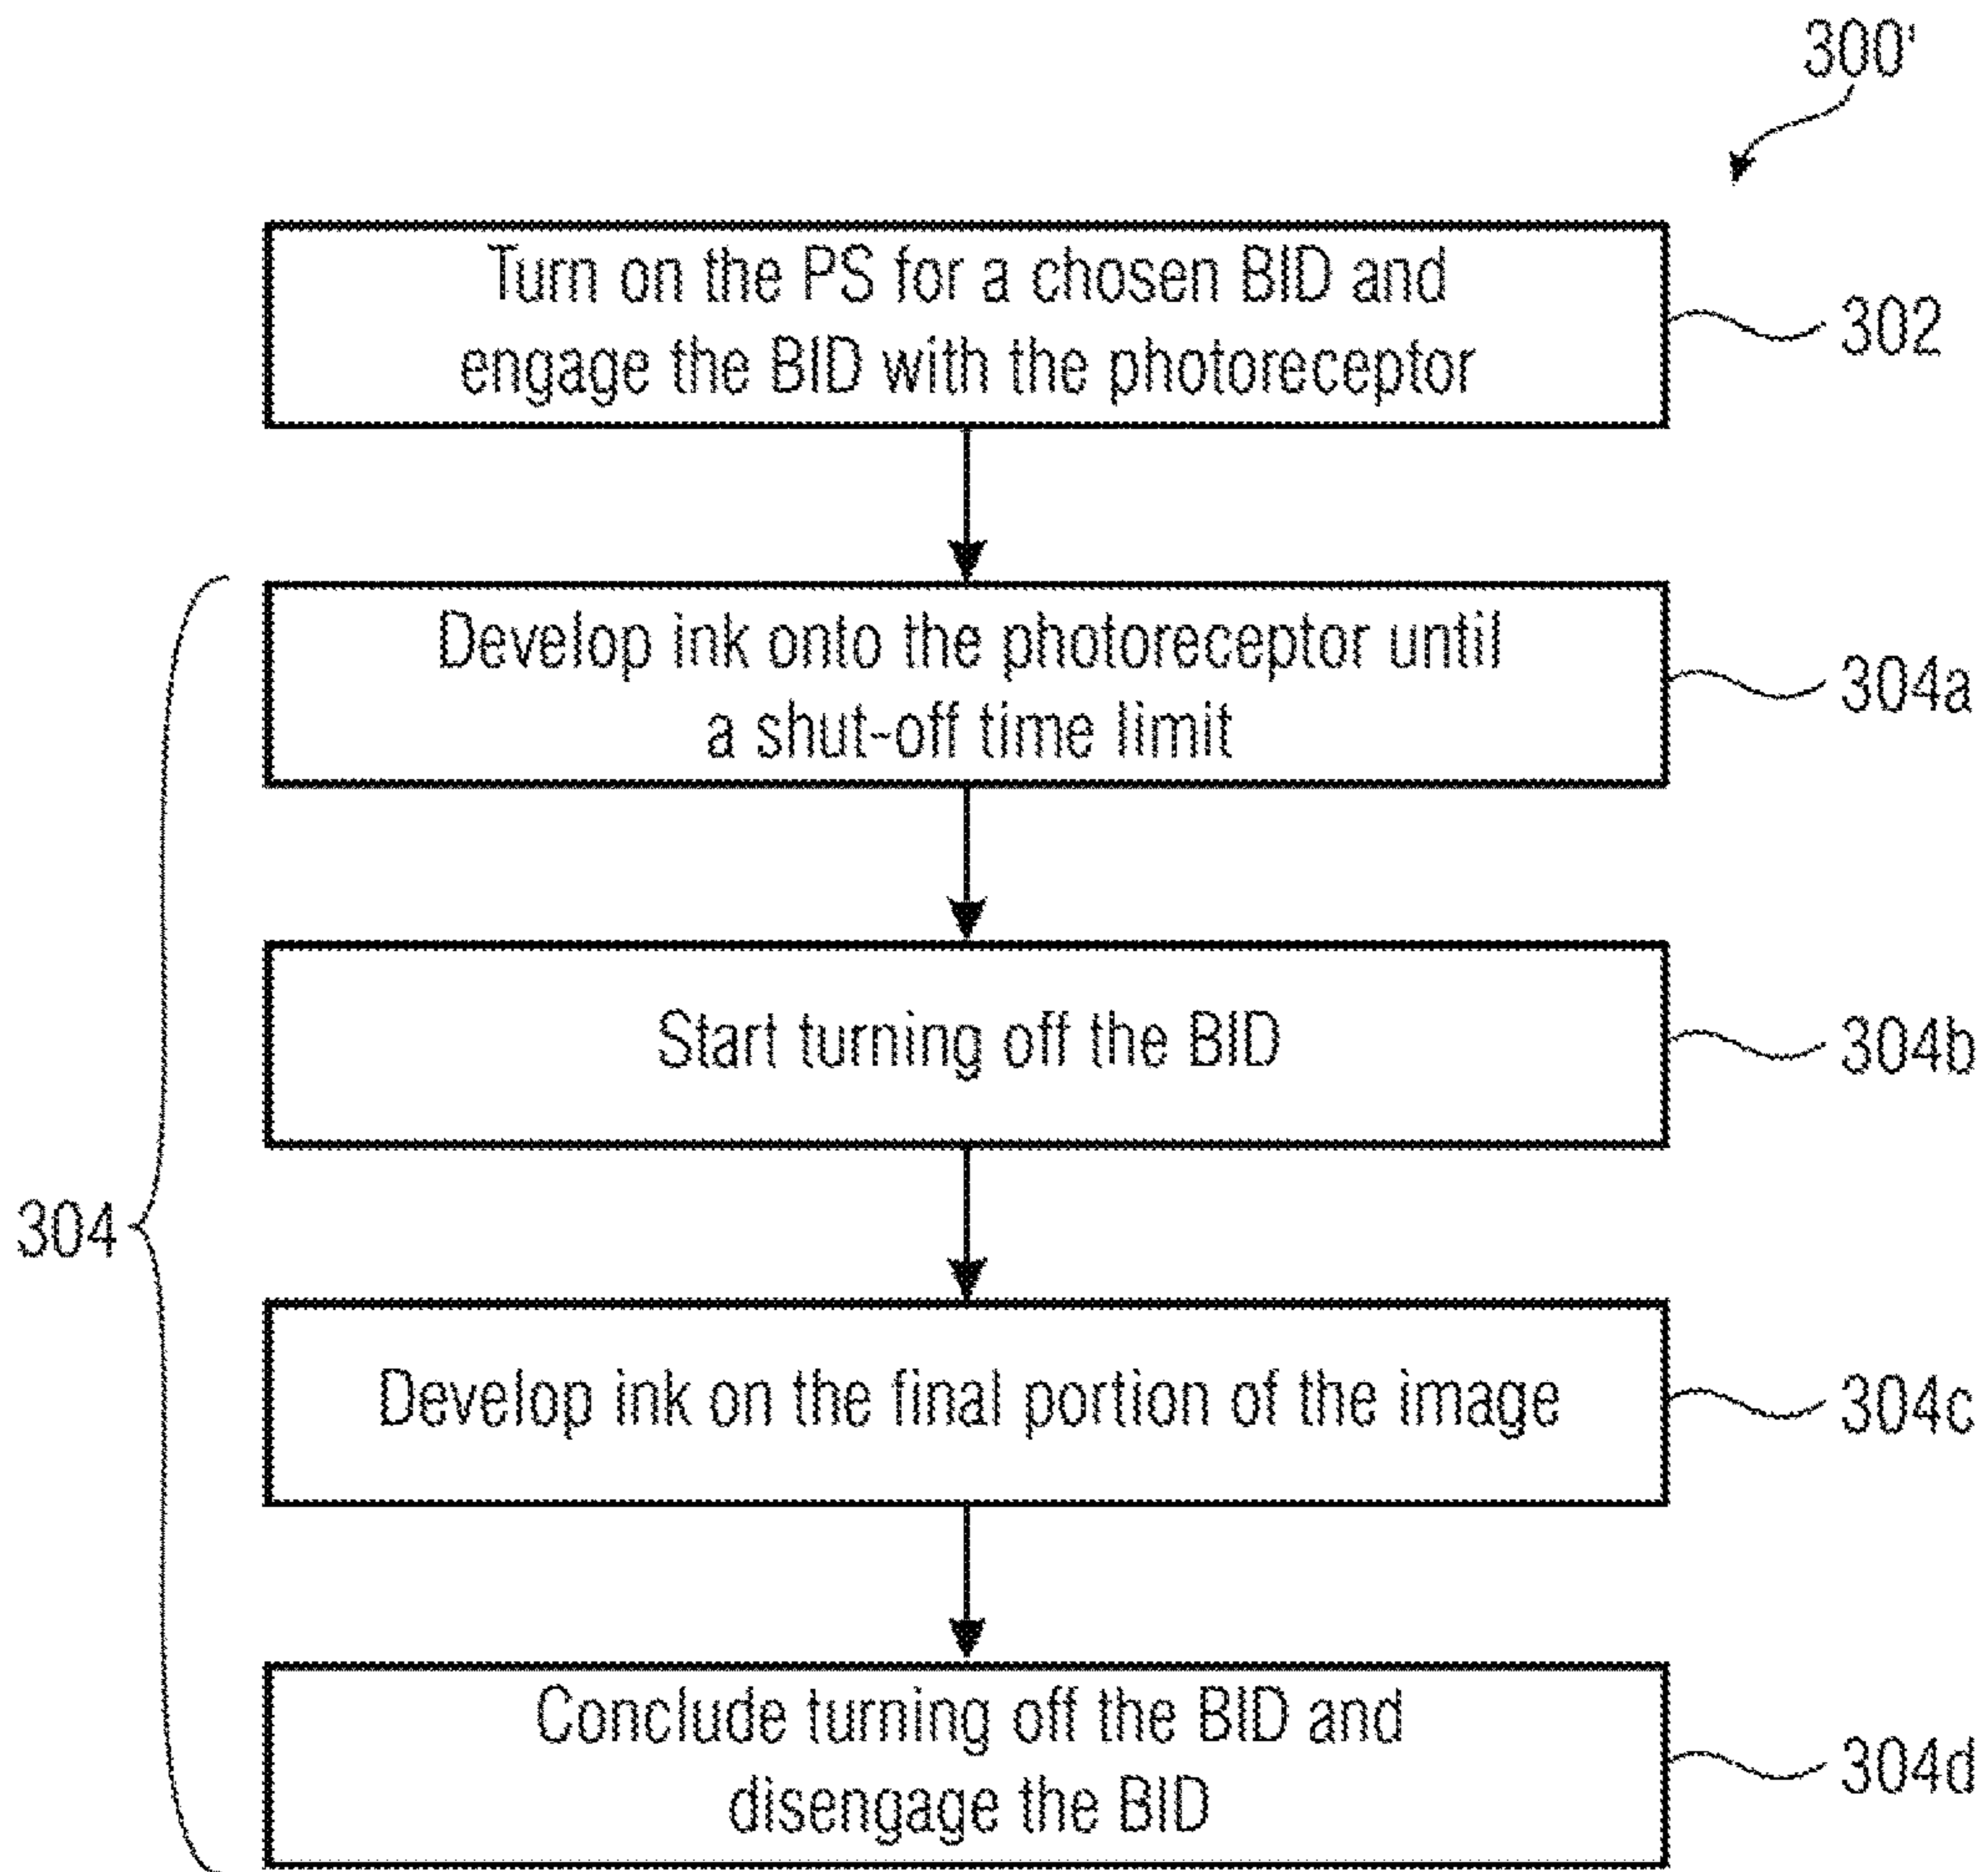 300'
Turn on the PS for a chosen BID and
engage the BID with the photoreceptor
302
Develop ink onto the photoreceptor until
a shut-off time limit
304a
Start turning off the BID
304b
304
Develop ink on the final portion of the image
304c
Conclude turning off the BID and
disengage the BID
304d